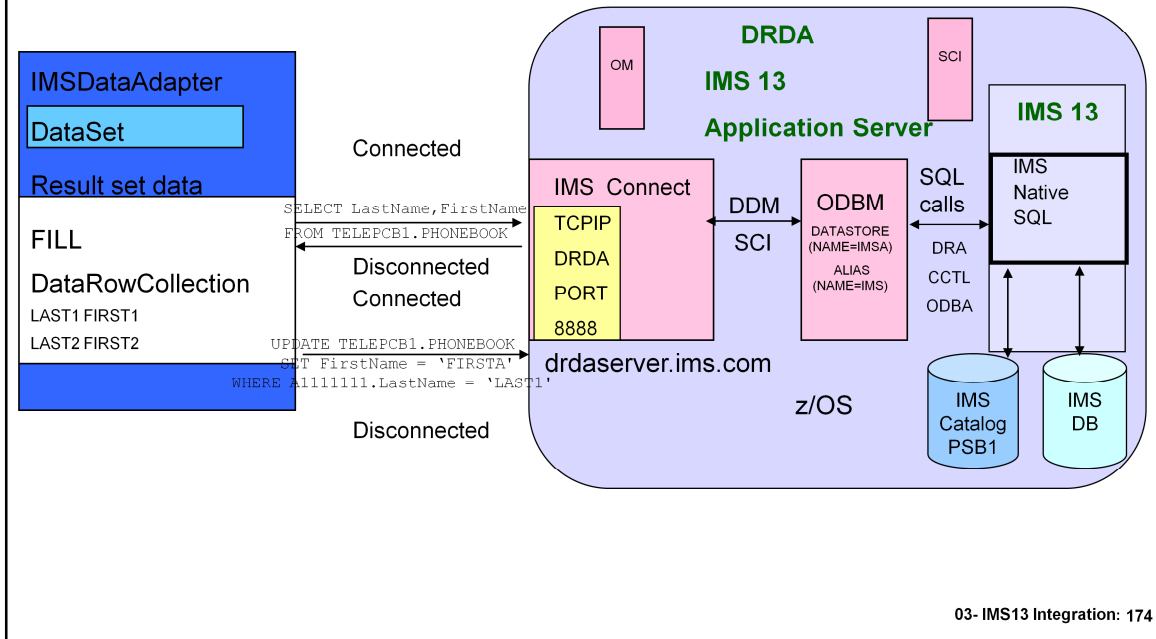 IMSDataAdapter
DataSet
Result set data
FILL
DataRowCollection
LAST1 FIRST1
LAST2 FIRST2
Connected
SELECT LastName,FirstName
FROM TELEPCB1.PHONEBOOK
Disconnected
Connected
UPDATE TELEPCB1.PHONEBOOK
SET FirstName = ‘FIRSTA'
WHERE A1111111.LastName = ‘LAST1'
Disconnected
DRDA
IMS 13
Application Server
OM
SCI
IMS Connect
TCPIP
DRDA
PORT
8888
drdaserver.ims.com
DDM
SCI
ODBM
DATASTORE
(NAME=IMSA)
ALIAS
(NAME=IMS)
SQL
calls
DRA
CCTL
ODBA
IMS 13
IMS
Native
SQL
z/OS
IMS
Catalog
PSB1
IMS
DB
03- IMS13 Integration: 174